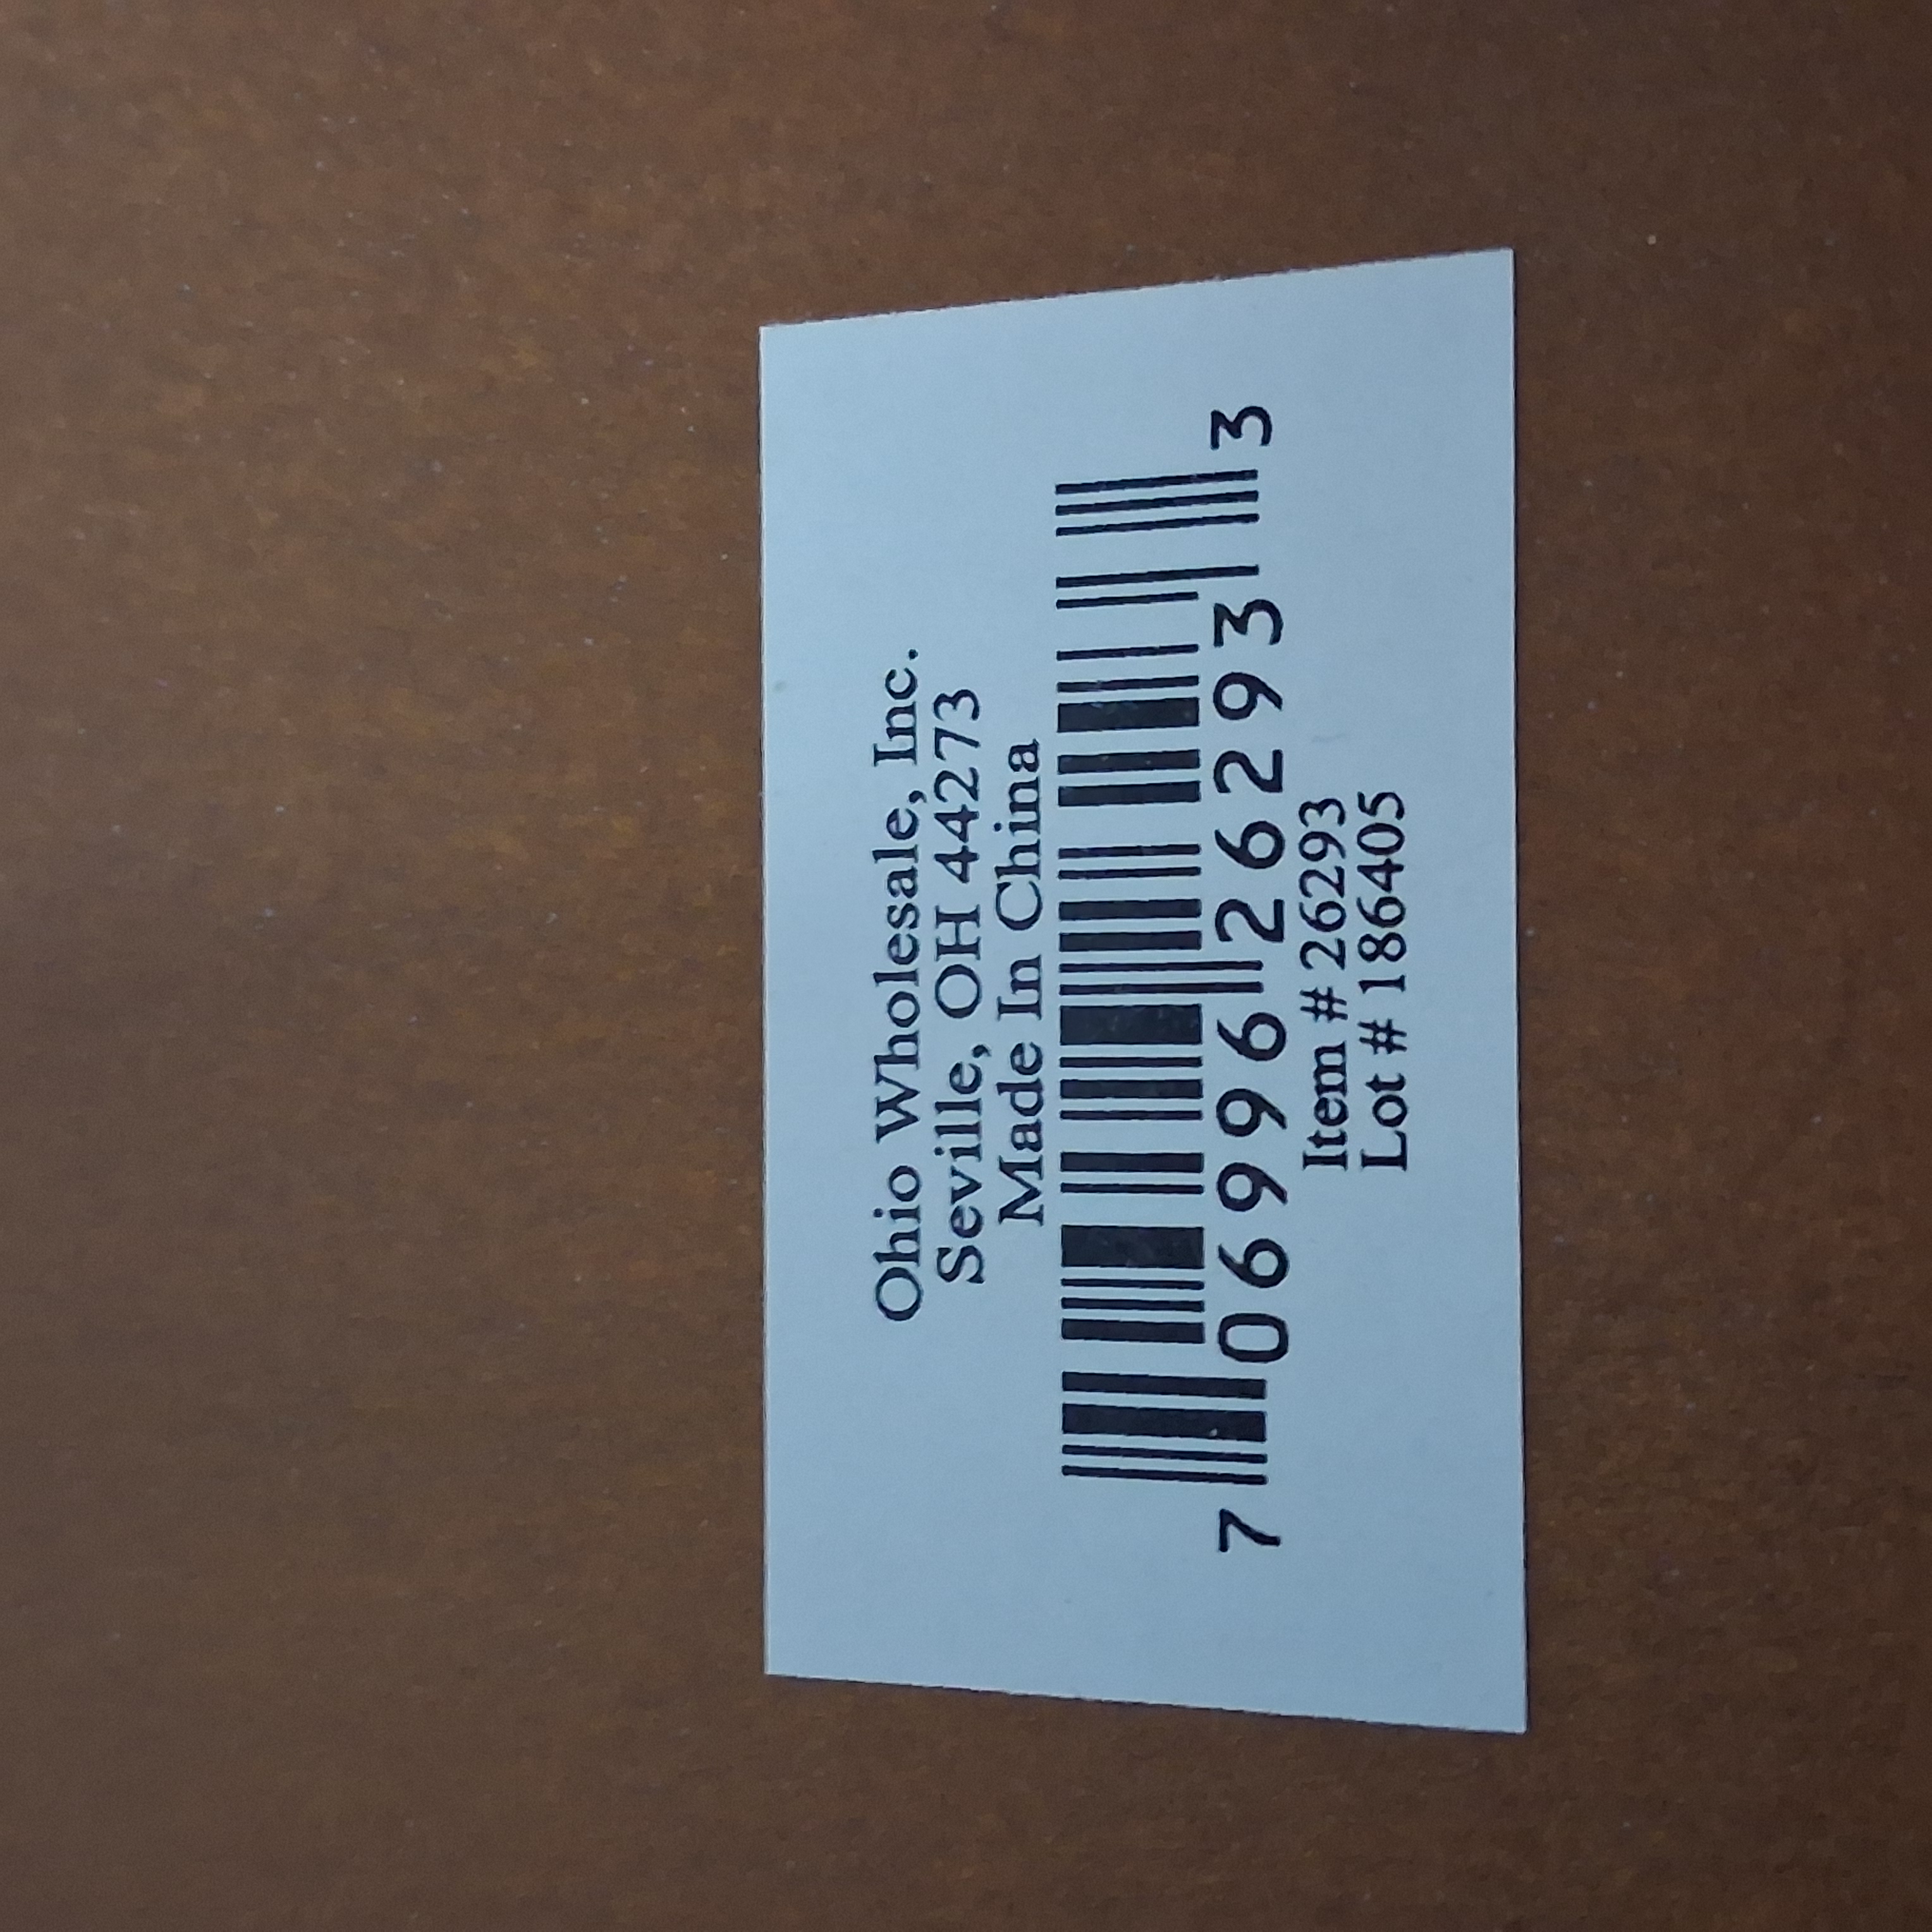 Ohio Wholesale, Inc.
Seville, OH 44273
Made In China
7 06996 26293 3
Item # 26293
Lot # 186405